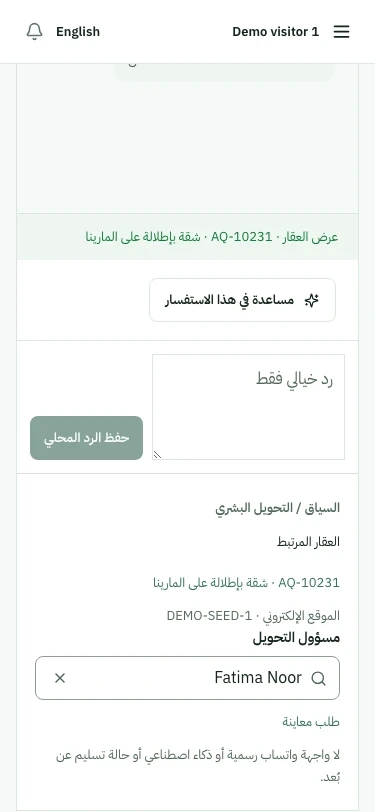 Demo visitor 1
English
عرض العقار · AQ-10231 · شقة بإطلالة على المارينا
مساعدة في هذا الاستفسار
رد خيالي فقط
حفظ الرد المحلي
السياق / التحويل البشري
العقار المرتبط
AQ-10231 · شقة بإطلالة على المارينا
الموقع الإلكتروني · DEMO-SEED-1
مسؤول التحويل
Fatima Noor
طلب معاينة
لا واجهة واتساب رسمية أو ذكاء اصطناعي أو حالة تسليم عن
بُعد.